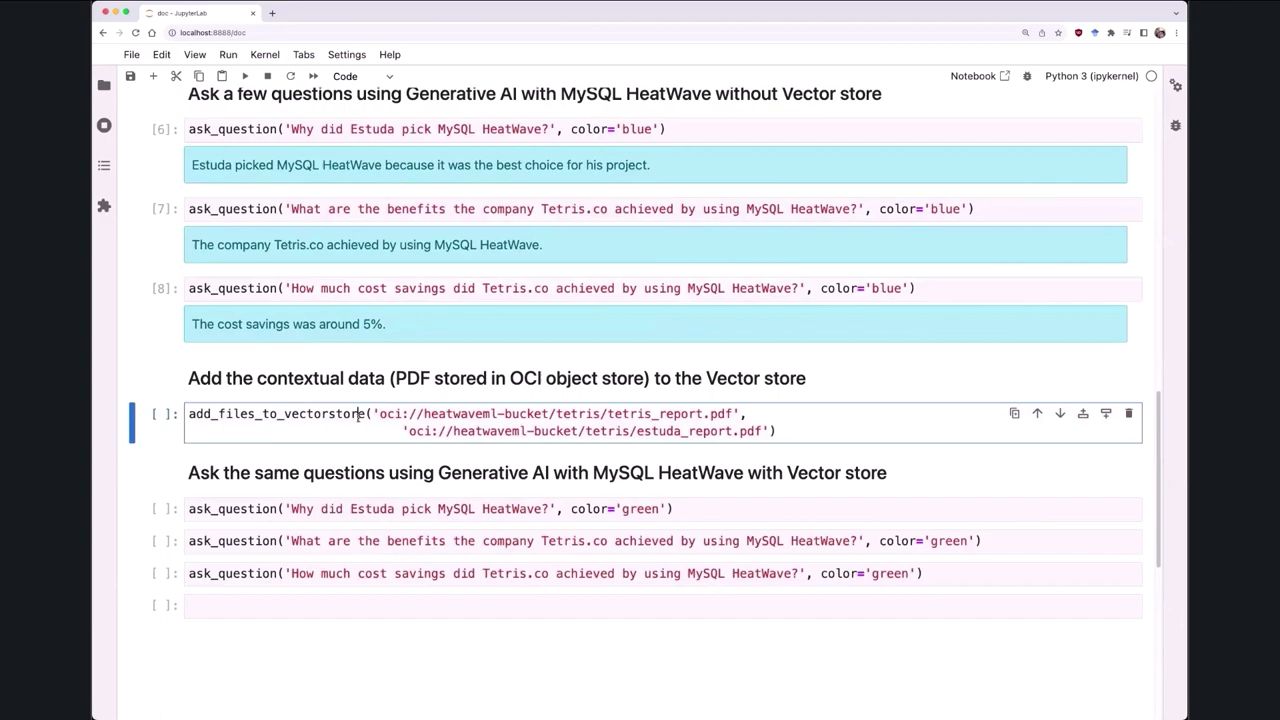 doc - JupyterLab
localhost:8888/doc
File Edit View Run Kernel Tabs Settings Help
Code
Notebook
Python 3 (ipykernel)
Ask a few questions using Generative AI with MySQL HeatWave without Vector store
[6]: ask_question('Why did Estuda pick MySQL HeatWave?', color='blue')
Estuda picked MySQL HeatWave because it was the best choice for his project.
[7]: ask_question('What are the benefits the company Tetris.co achieved by using MySQL HeatWave?', color='blue')
The company Tetris.co achieved by using MySQL HeatWave.
[8]: ask_question('How much cost savings did Tetris.co achieved by using MySQL HeatWave?', color='blue')
The cost savings was around 5%.
Add the contextual data (PDF stored in OCI object store) to the Vector store
[ ]: add_files_to_vectorstore('oci://heatwaveml-bucket/tetris/tetris_report.pdf',
'oci://heatwaveml-bucket/tetris/estuda_report.pdf')
Ask the same questions using Generative AI with MySQL HeatWave with Vector store
[ ]: ask_question('Why did Estuda pick MySQL HeatWave?', color='green')
[ ]: ask_question('What are the benefits the company Tetris.co achieved by using MySQL HeatWave?', color='green')
[ ]: ask_question('How much cost savings did Tetris.co achieved by using MySQL HeatWave?', color='green')
[ ]: